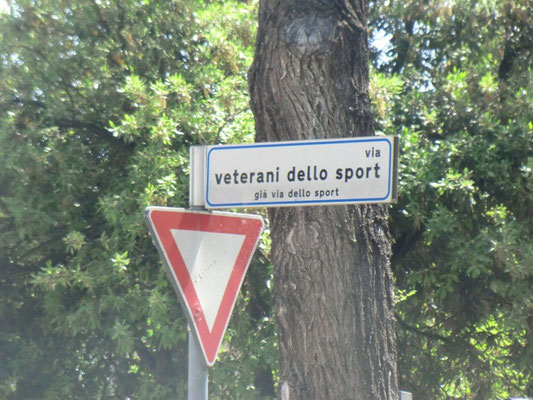 via
veterani dello sport
già via dello sport